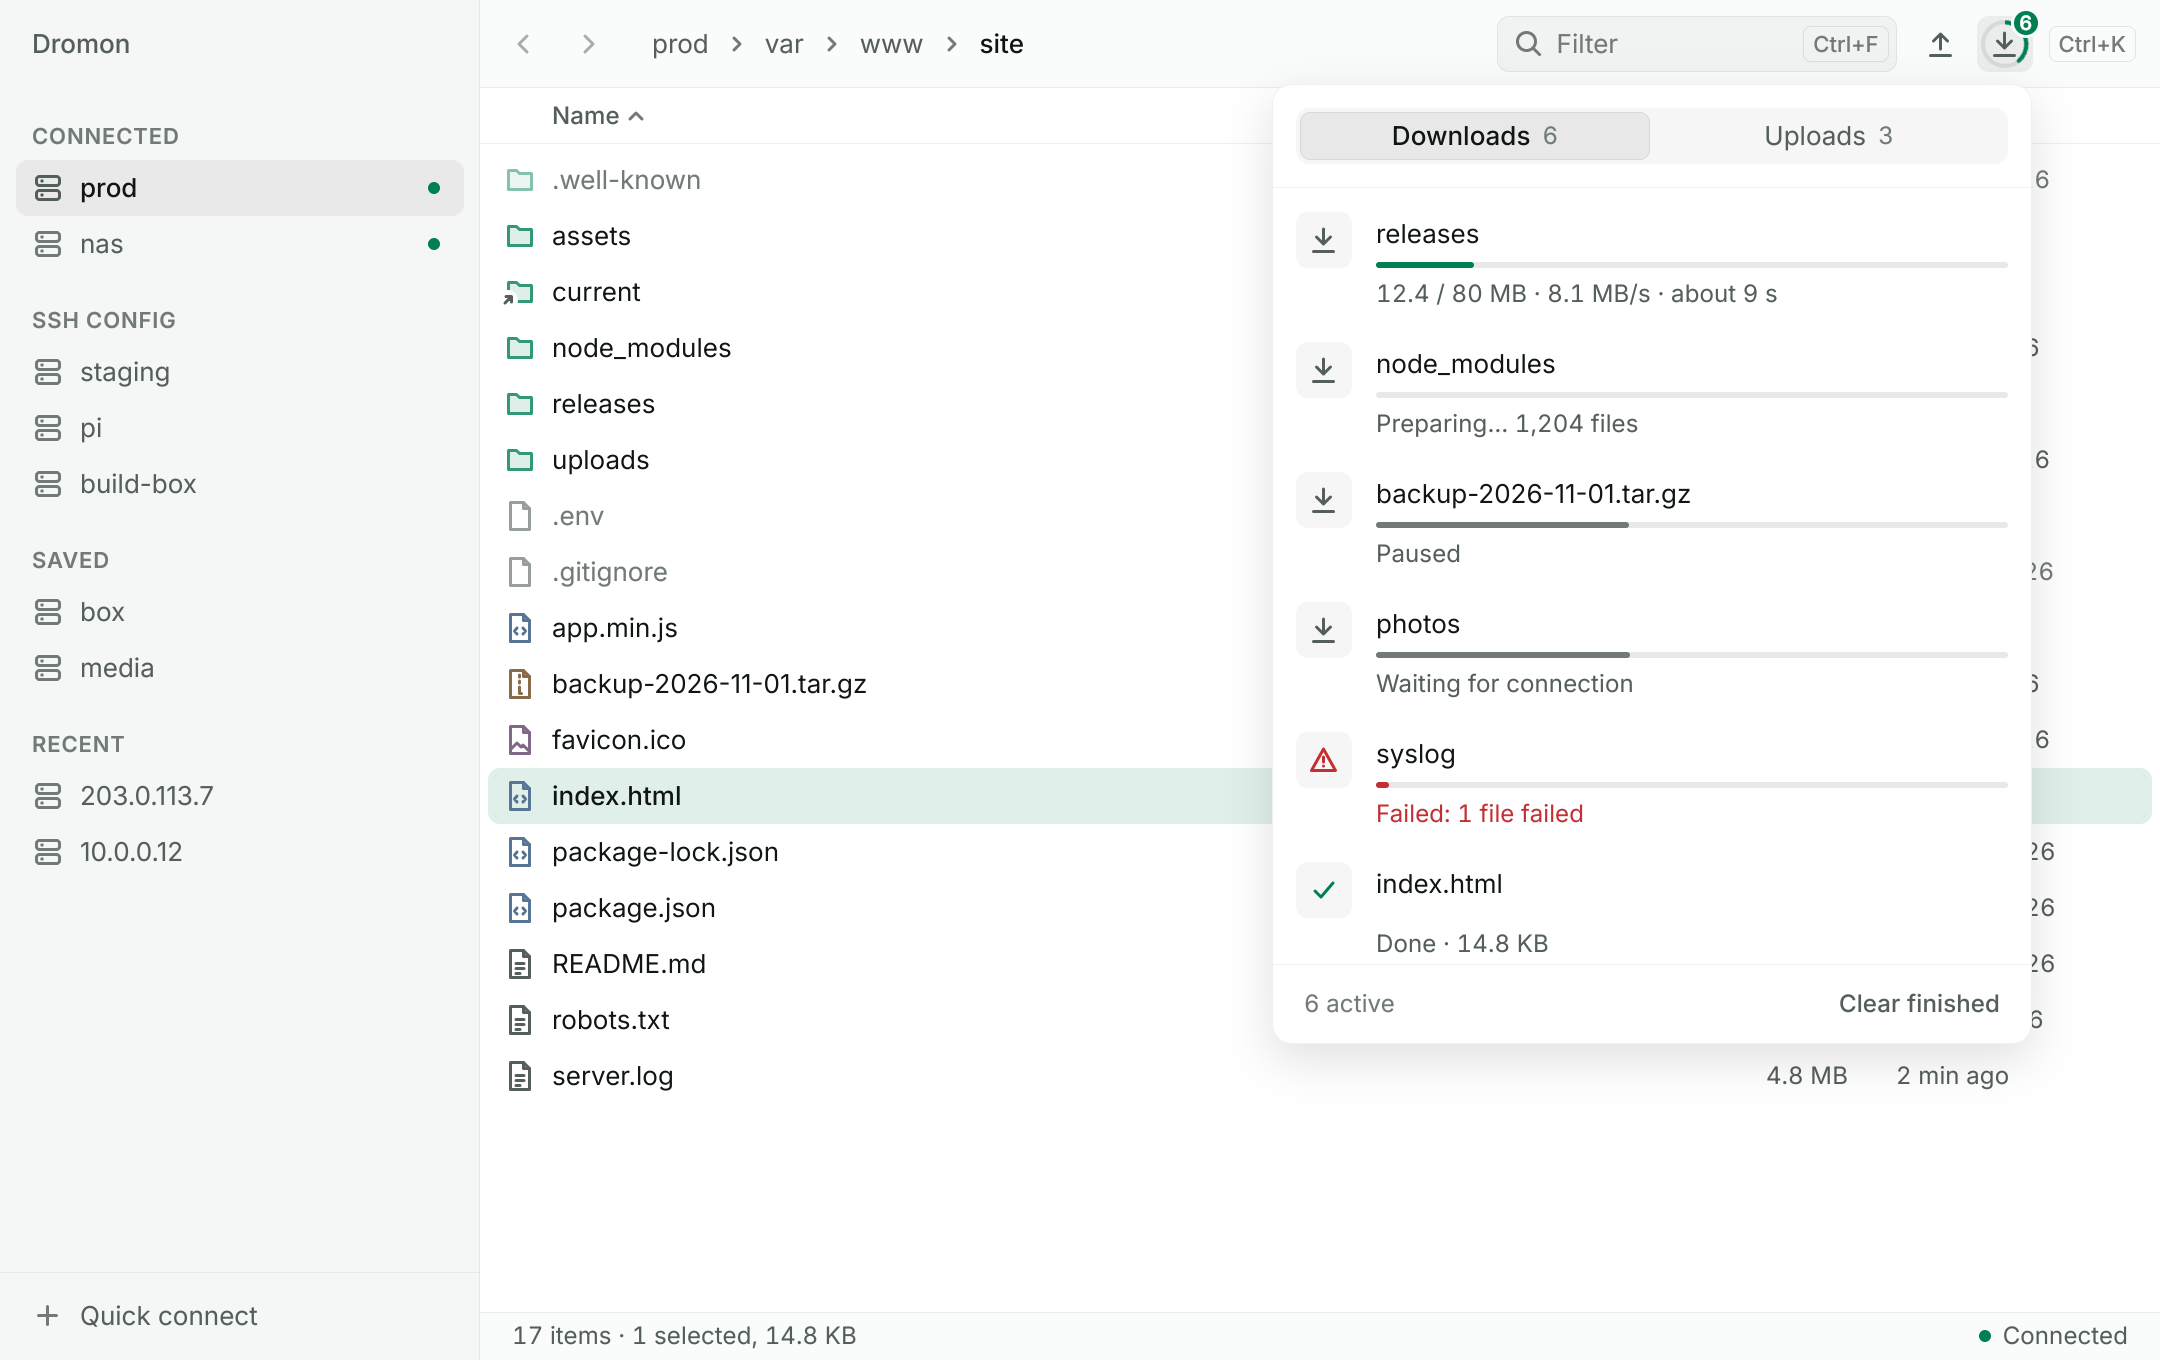 Dromon
CONNECTED
prod
nas
SSH CONFIG
staging
pi
build-box
SAVED
box
media
RECENT
203.0.113.7
10.0.0.12
Quick connect
prod > var > www > site
Filter Ctrl+F
6
Ctrl+K
Name
.well-known
assets
current
node_modules
releases
uploads
.env
.gitignore
app.min.js
backup-2026-11-01.tar.gz
favicon.ico
index.html
package-lock.json
package.json
README.md
robots.txt
server.log 4.8 MB 2 min ago
Downloads 6 Uploads 3
releases
12.4 / 80 MB · 8.1 MB/s · about 9 s
node_modules
Preparing... 1,204 files
backup-2026-11-01.tar.gz
Paused
photos
Waiting for connection
syslog
Failed: 1 file failed
index.html
Done · 14.8 KB
6 active Clear finished
17 items · 1 selected, 14.8 KB
Connected